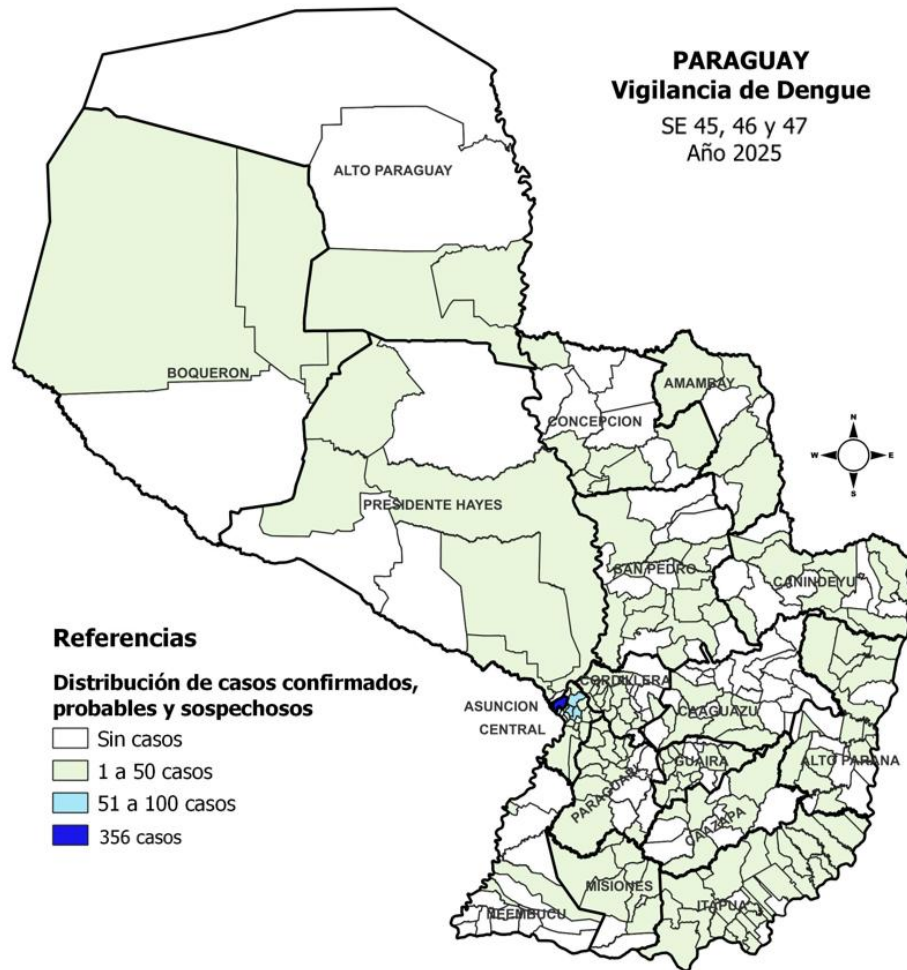 PARAGUAY
Vigilancia de Dengue
SE 45, 46 y 47
Año 2025
ALTO PARAGUAY
BOQUERON
AMAMBAY
CONCEPCION
N
W
E
S
PRESIDENTE HAYES
SAN PEDRO
CANINDEYU
Referencias
Distribución de casos confirmados,
probables y sospechosos
Sin casos
1 a 50 casos
51 a 100 casos
356 casos
CORDILLERA
ASUNCION
CENTRAL
CAAGUAZU
GUAIRA
ALTO PARANA
PARAGUARI
CAAZAPA
MISIONES
ITAPUA
ÑEEMBUCU